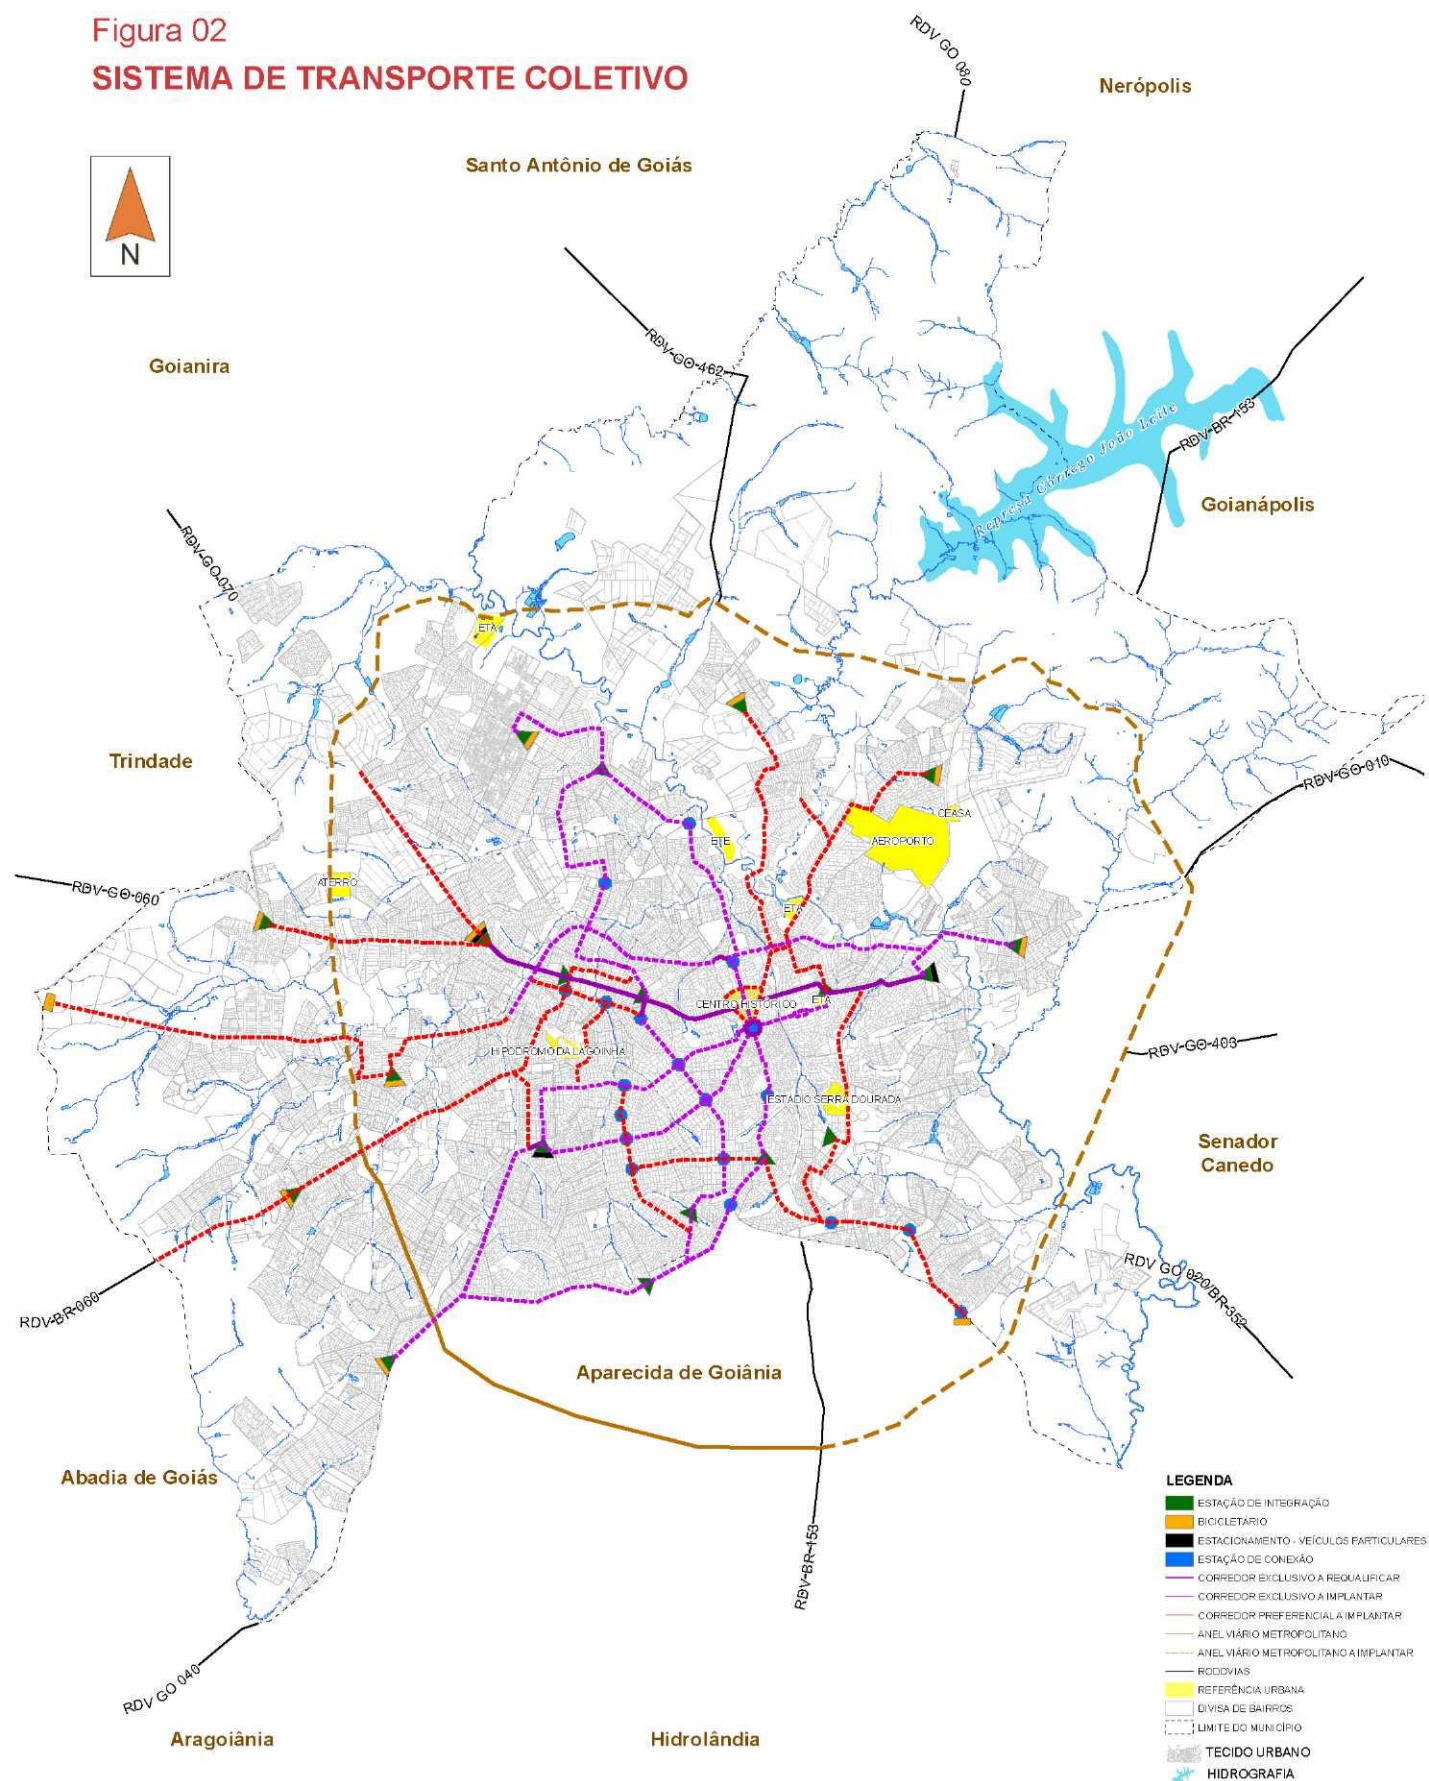 Figura 02
SISTEMA DE TRANSPORTE COLETIVO
N
RDV GO 080
Nerópolis
Santo Antônio de Goiás
RDV-GO-462
Goianira
RDV-BR-153
Represa Córrego João Leite
Goianápolis
RDV-GO-070
ETA
Trindade
RDV-GO-010
CEASA
AEROPORTO
ETE
ATERRO
RDV-GO-060
ETA
CENTRO HISTÓRICO
ETA
HIPÓDROMO DA LAGOINHA
RDV-GO-403
ESTÁDIO SERRA DOURADA
Senador
Canedo
RDV GO 020/BR-352
RDV-BR-060
Aparecida de Goiânia
Abadia de Goiás
RDV-BR-153
RDV GO 040
Aragoiânia
Hidrolândia
LEGENDA
ESTAÇÃO DE INTEGRAÇÃO
BICICLETÁRIO
ESTACIONAMENTO - VEÍCULOS PARTICULARES
ESTAÇÃO DE CONEXÃO
CORREDOR EXCLUSIVO A REQUALIFICAR
CORREDOR EXCLUSIVO A IMPLANTAR
CORREDOR PREFERENCIAL A IMPLANTAR
ANEL VIÁRIO METROPOLITANO
ANEL VIÁRIO METROPOLITANO A IMPLANTAR
RODOVIAS
REFERÊNCIA URBANA
DIVISA DE BAIRROS
LIMITE DO MUNICÍPIO
TECIDO URBANO
HIDROGRAFIA